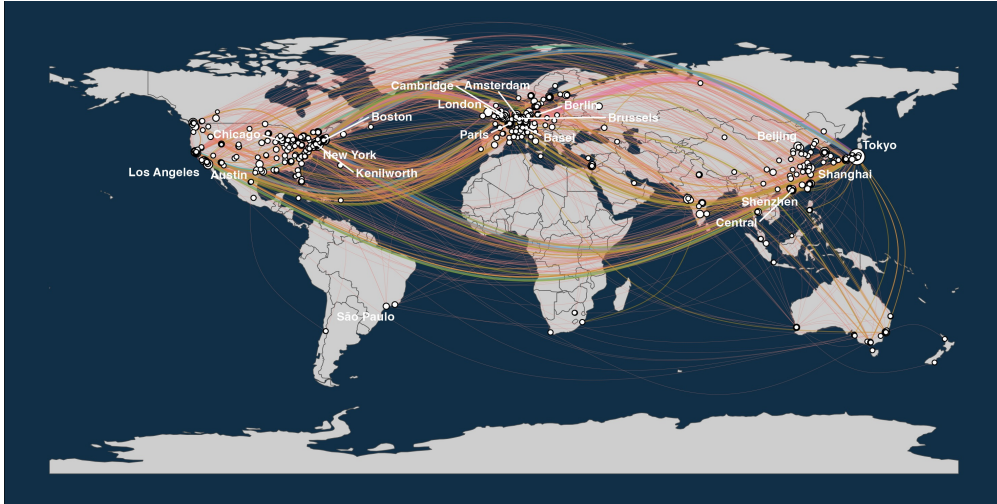 Cambridge
Amsterdam
London
Berlin
Boston
Brussels
Chicago
Paris
Basel
Beijing
Tokyo
New York
Los Angeles
Austin
Kenilworth
Shanghai
Shenzhen
Central
São Paulo